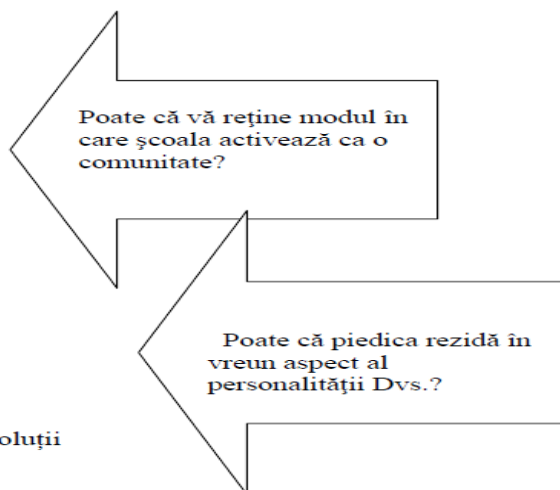 Poate că vă reţine modul în
care şcoala activează ca o
comunitate?
Poate că piedica rezidă în
vreun aspect al
personalităţii Dvs.?
oluții